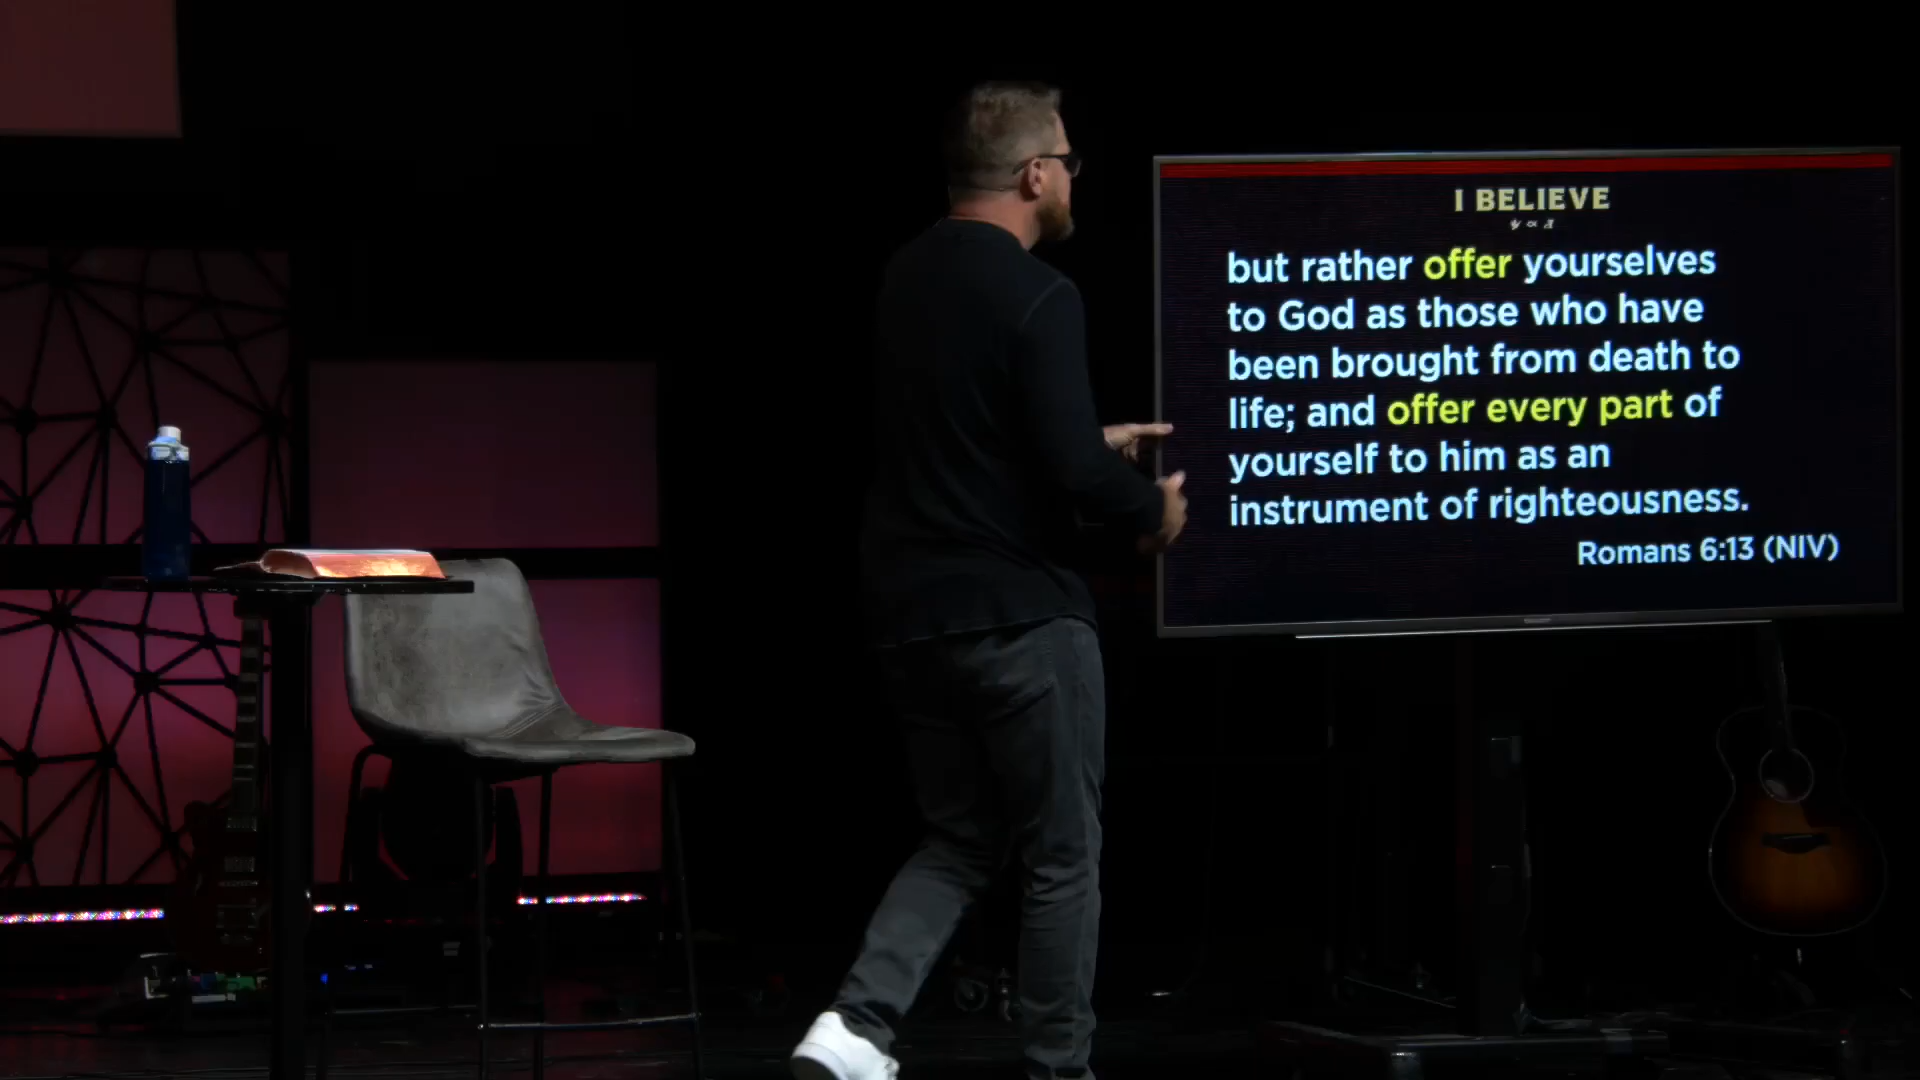 I BELIEVE
but rather offer yourselves
to God as those who have
been brought from death to
life; and offer every part of
yourself to him as an
instrument of righteousness.
Romans 6:13 (NIV)